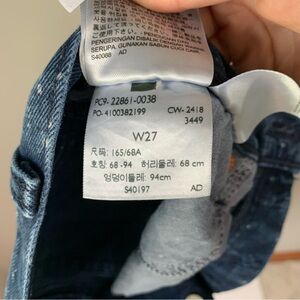 PENGERINGAN DIBALIK DENGAN
SERUPA. GUNAKAN SABUN CUCI
S40088 AD
PC9- 22861-0038
PO-4100382199 CW- 2418
3449
W27
尺码: 165/68A
호칭: 68 -94 허리둘레: 68 cm
엉덩이둘레: 94cm
S40197 AD